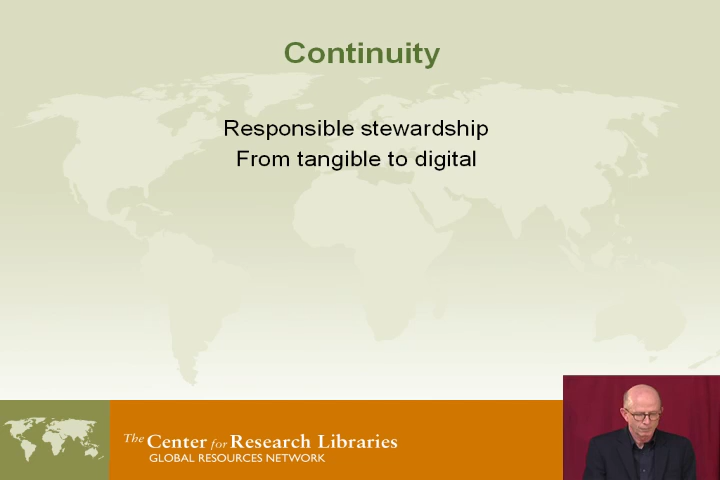 Continuity
Responsible stewardship
From tangible to digital
The Center for Research Libraries
GLOBAL RESOURCES NETWORK